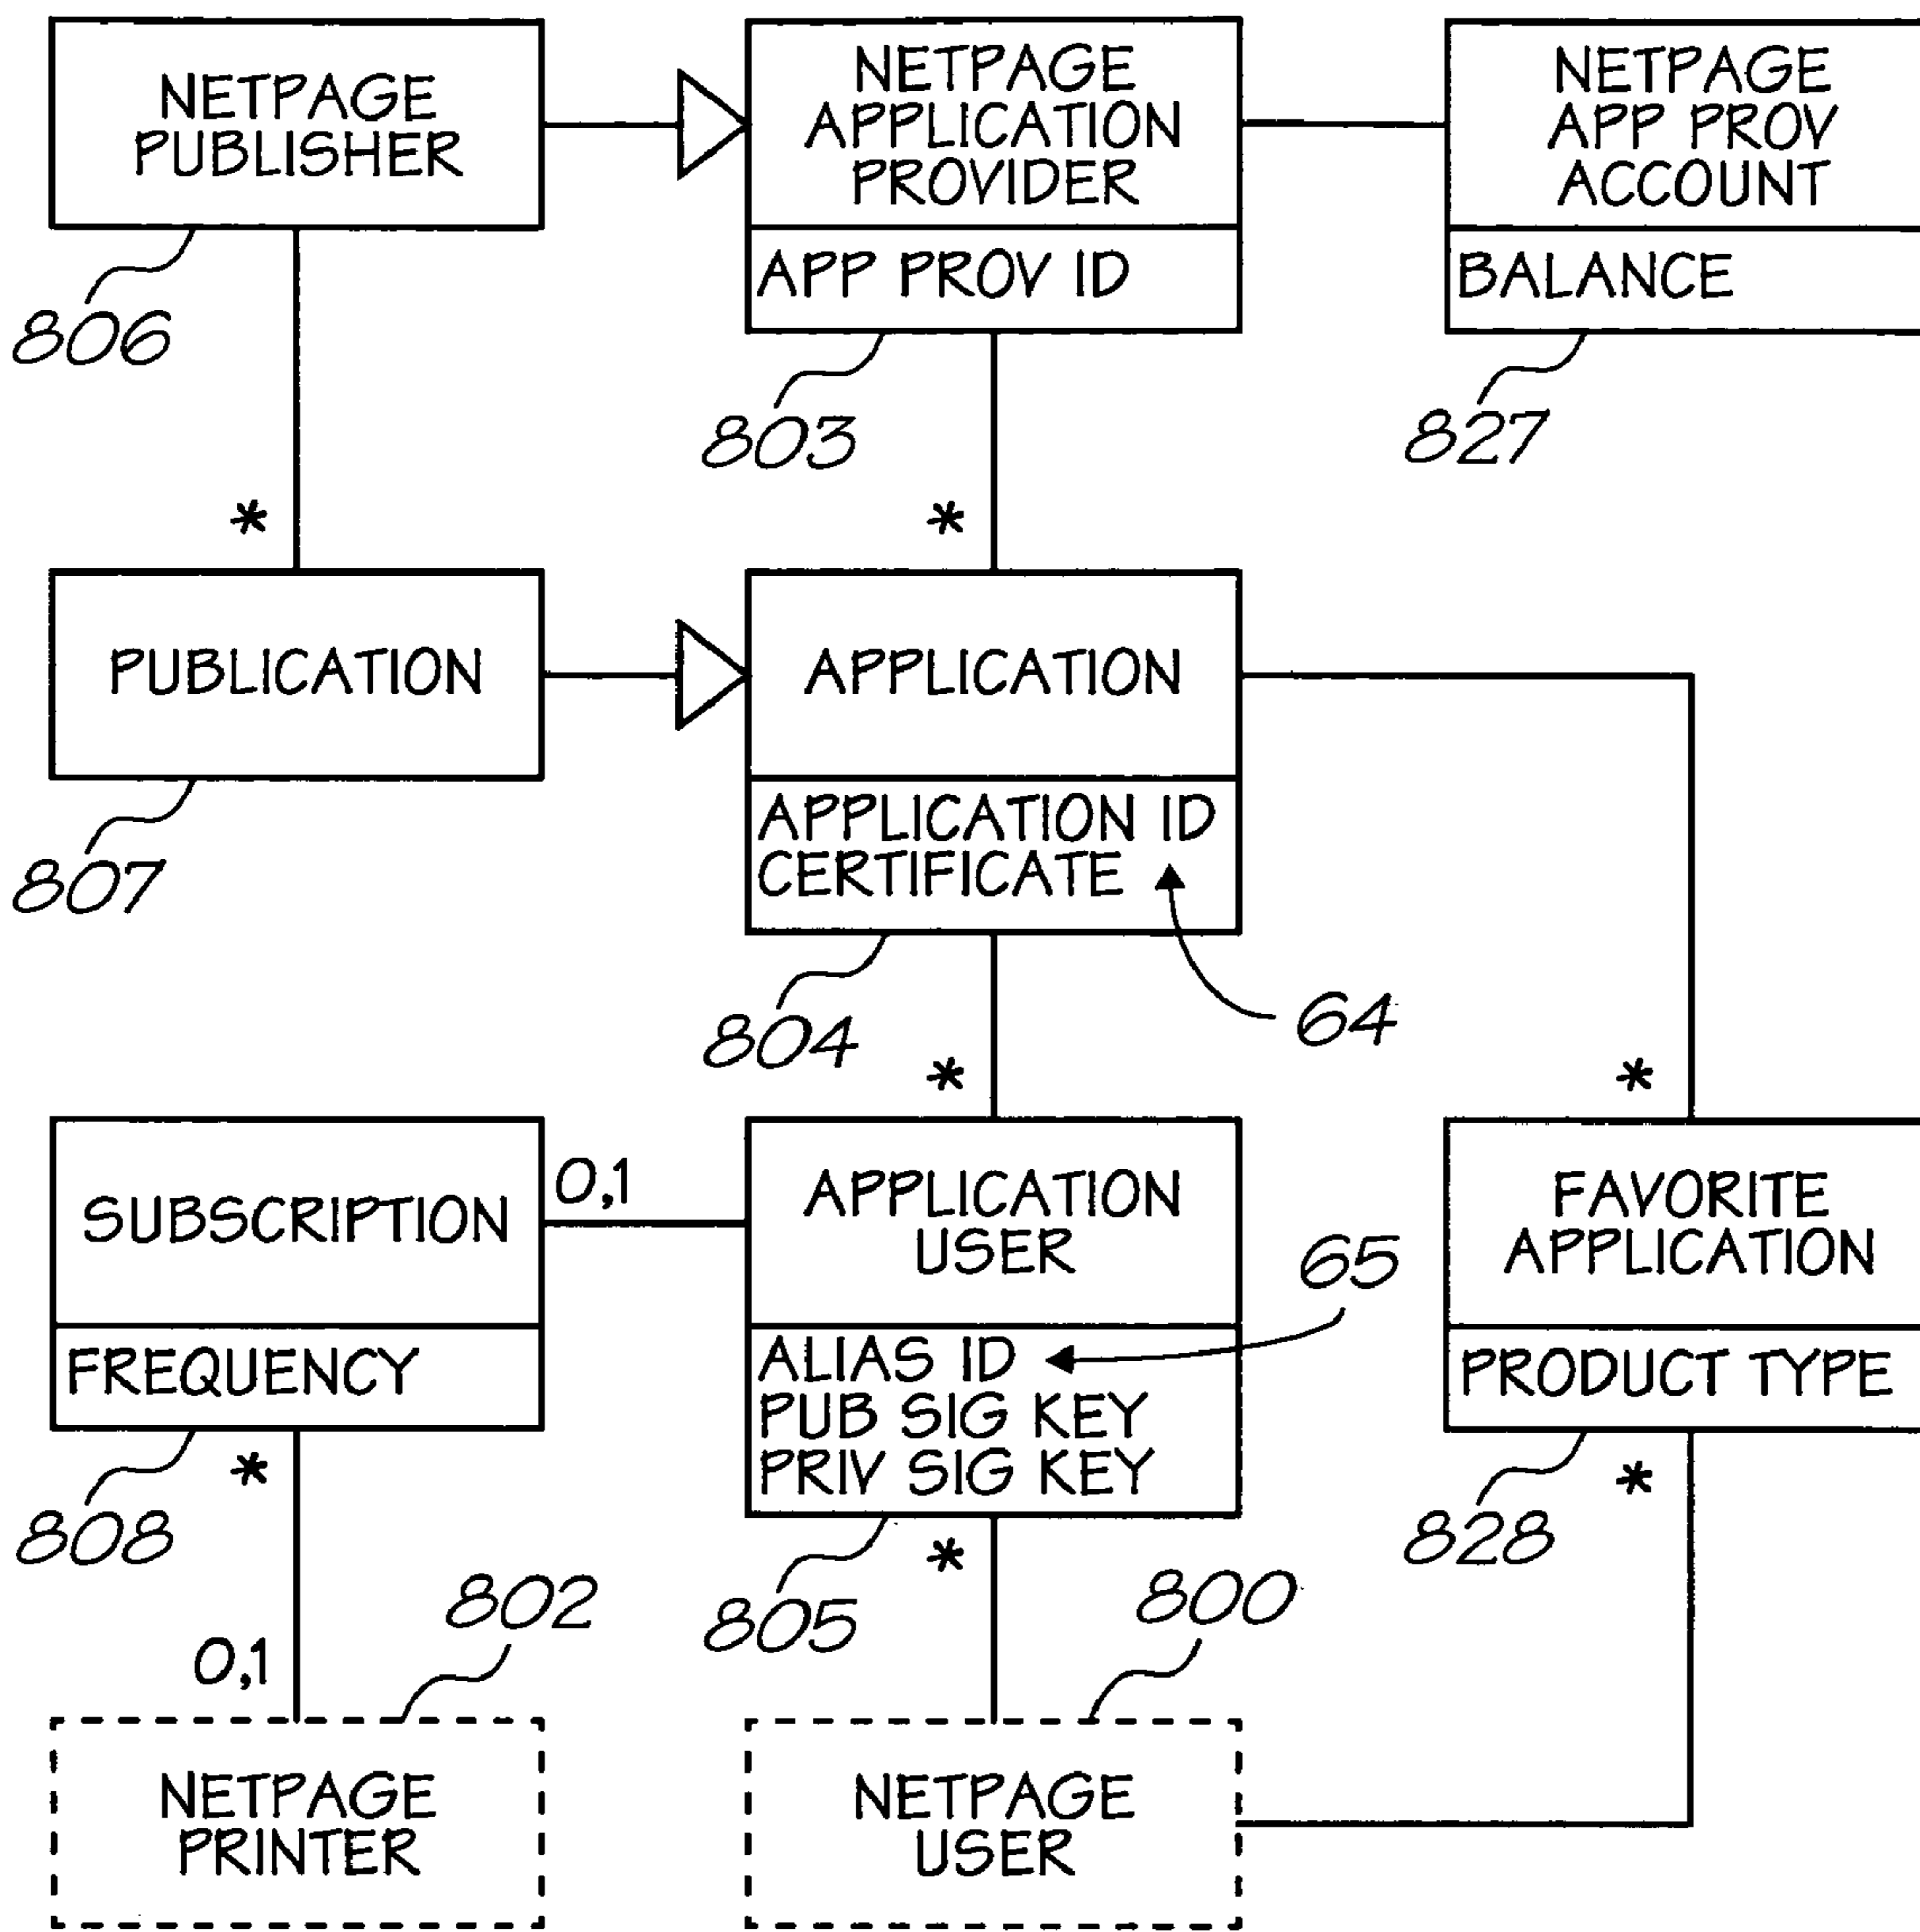 NETPAGE
PUBLISHER
806
NETPAGE
APPLICATION
PROVIDER
APP PROV ID
803
NETPAGE
APP PROV
ACCOUNT
BALANCE
827
*
*
PUBLICATION
807
APPLICATION
APPLICATION ID
CERTIFICATE
804
64
*
*
SUBSCRIPTION
FREQUENCY
808
0,1
APPLICATION
USER
ALIAS ID
PUB SIG KEY
PRIV SIG KEY
805
65
FAVORITE
APPLICATION
PRODUCT TYPE
828
*
*
*
0,1
802
800
NETPAGE
PRINTER
NETPAGE
USER